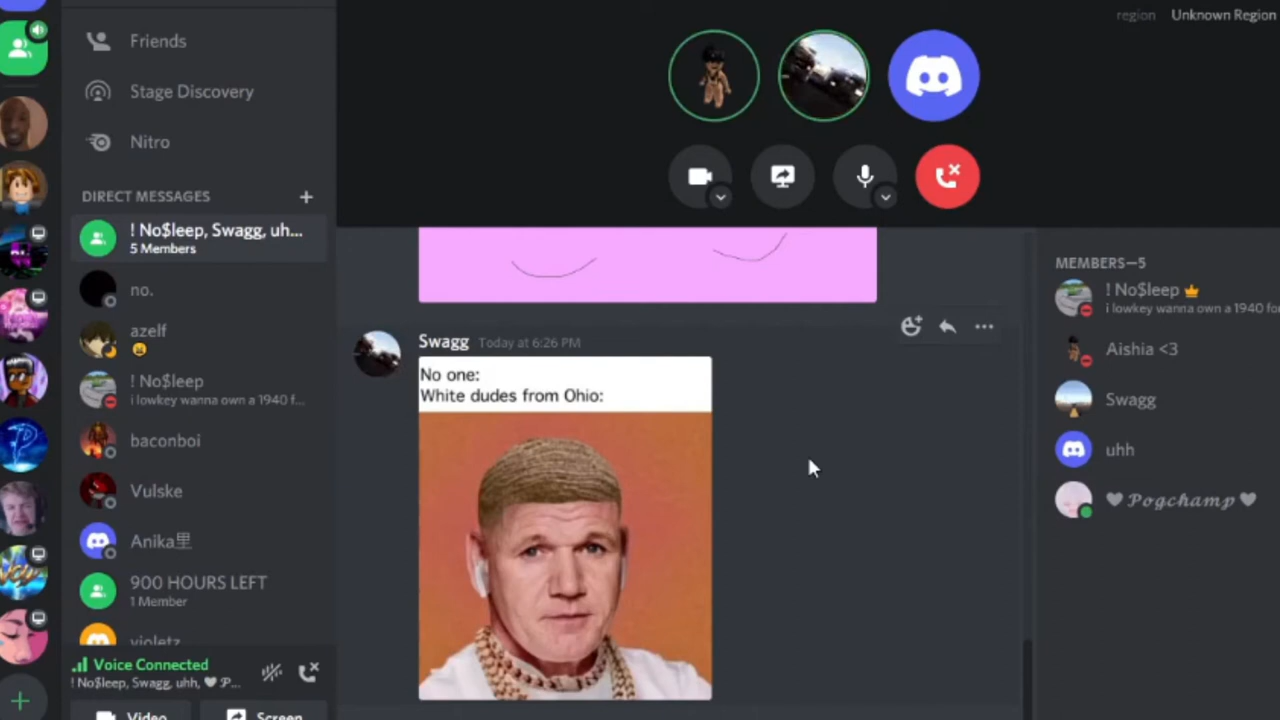 region Unknown Region
Friends
Stage Discovery
Nitro
DIRECT MESSAGES
! No$leep, Swagg, uh...
5 Members
no.
azelf
! No$leep
i lowkey wanna own a 1940 f...
baconboi
Vulske
Anika里
900 HOURS LEFT
1 Member
violetz
Voice Connected
! No$leep, Swagg, uh, 🤍 𝓟...
Video
Screen
Swagg Today at 6:26 PM
No one:
White dudes from Ohio:
MEMBERS—5
! No$leep
i lowkey wanna own a 1940 fo
Aishia <3
Swagg
uhh
🤍 𝓟𝓸𝓰𝓬𝓱𝓪𝓶𝓹 🤍